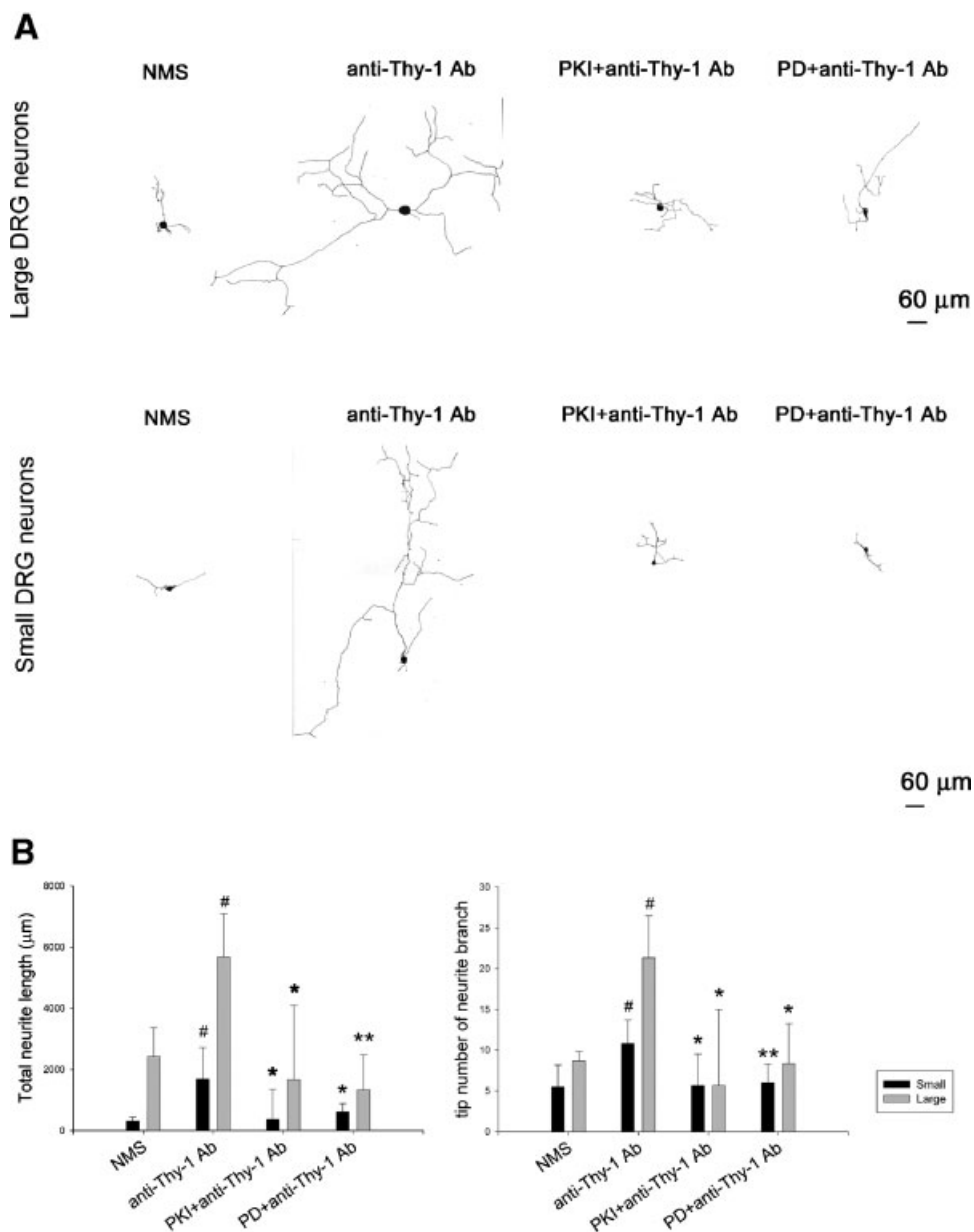 A
NMS
anti-Thy-1 Ab
PKI+anti-Thy-1 Ab
PD+anti-Thy-1 Ab
Large DRG neurons
60 μm
NMS
anti-Thy-1 Ab
PKI+anti-Thy-1 Ab
PD+anti-Thy-1 Ab
Small DRG neurons
60 μm
B
Total neurite length (μm)
8000
6000
4000
2000
0
#
#
*
*
*
**
NMS
anti-Thy-1 Ab
PKI+anti-Thy-1 Ab
PD+anti-Thy-1 Ab
tip number of neurite branch
30
25
20
15
10
5
0
#
#
*
*
**
*
NMS
anti-Thy-1 Ab
PKI+anti-Thy-1 Ab
PD+anti-Thy-1 Ab
Small
Large